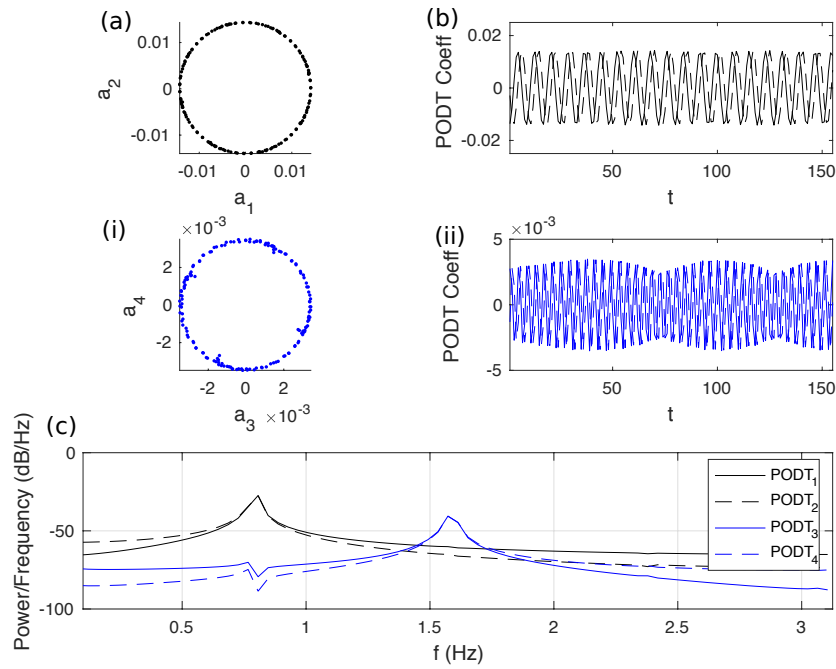 (a)
0.01
0
-0.01
a₂
-0.01 0 0.01
a₁
(b)
0.02
0
-0.02
PODT Coeff
50 100 150
t
(i)
× 10⁻³
2
0
-2
a₄
-2 0 2
a₃ ×10⁻³
(ii)
× 10⁻³
5
0
-5
PODT Coeff
50 100 150
t
(c)
0
-50
-100
Power/Frequency (dB/Hz)
PODT₁
PODT₂
PODT₃
PODT₄
0.5 1 1.5 2 2.5 3
f (Hz)